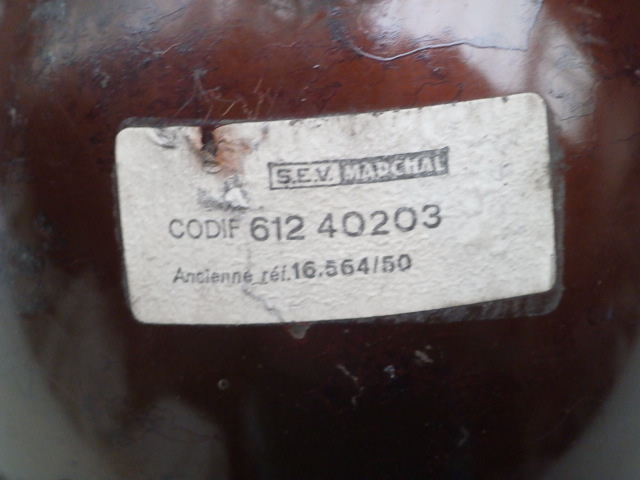 S.E.V. MARCHAL
CODIF 612 40203
Ancienne réf. 16.564/50